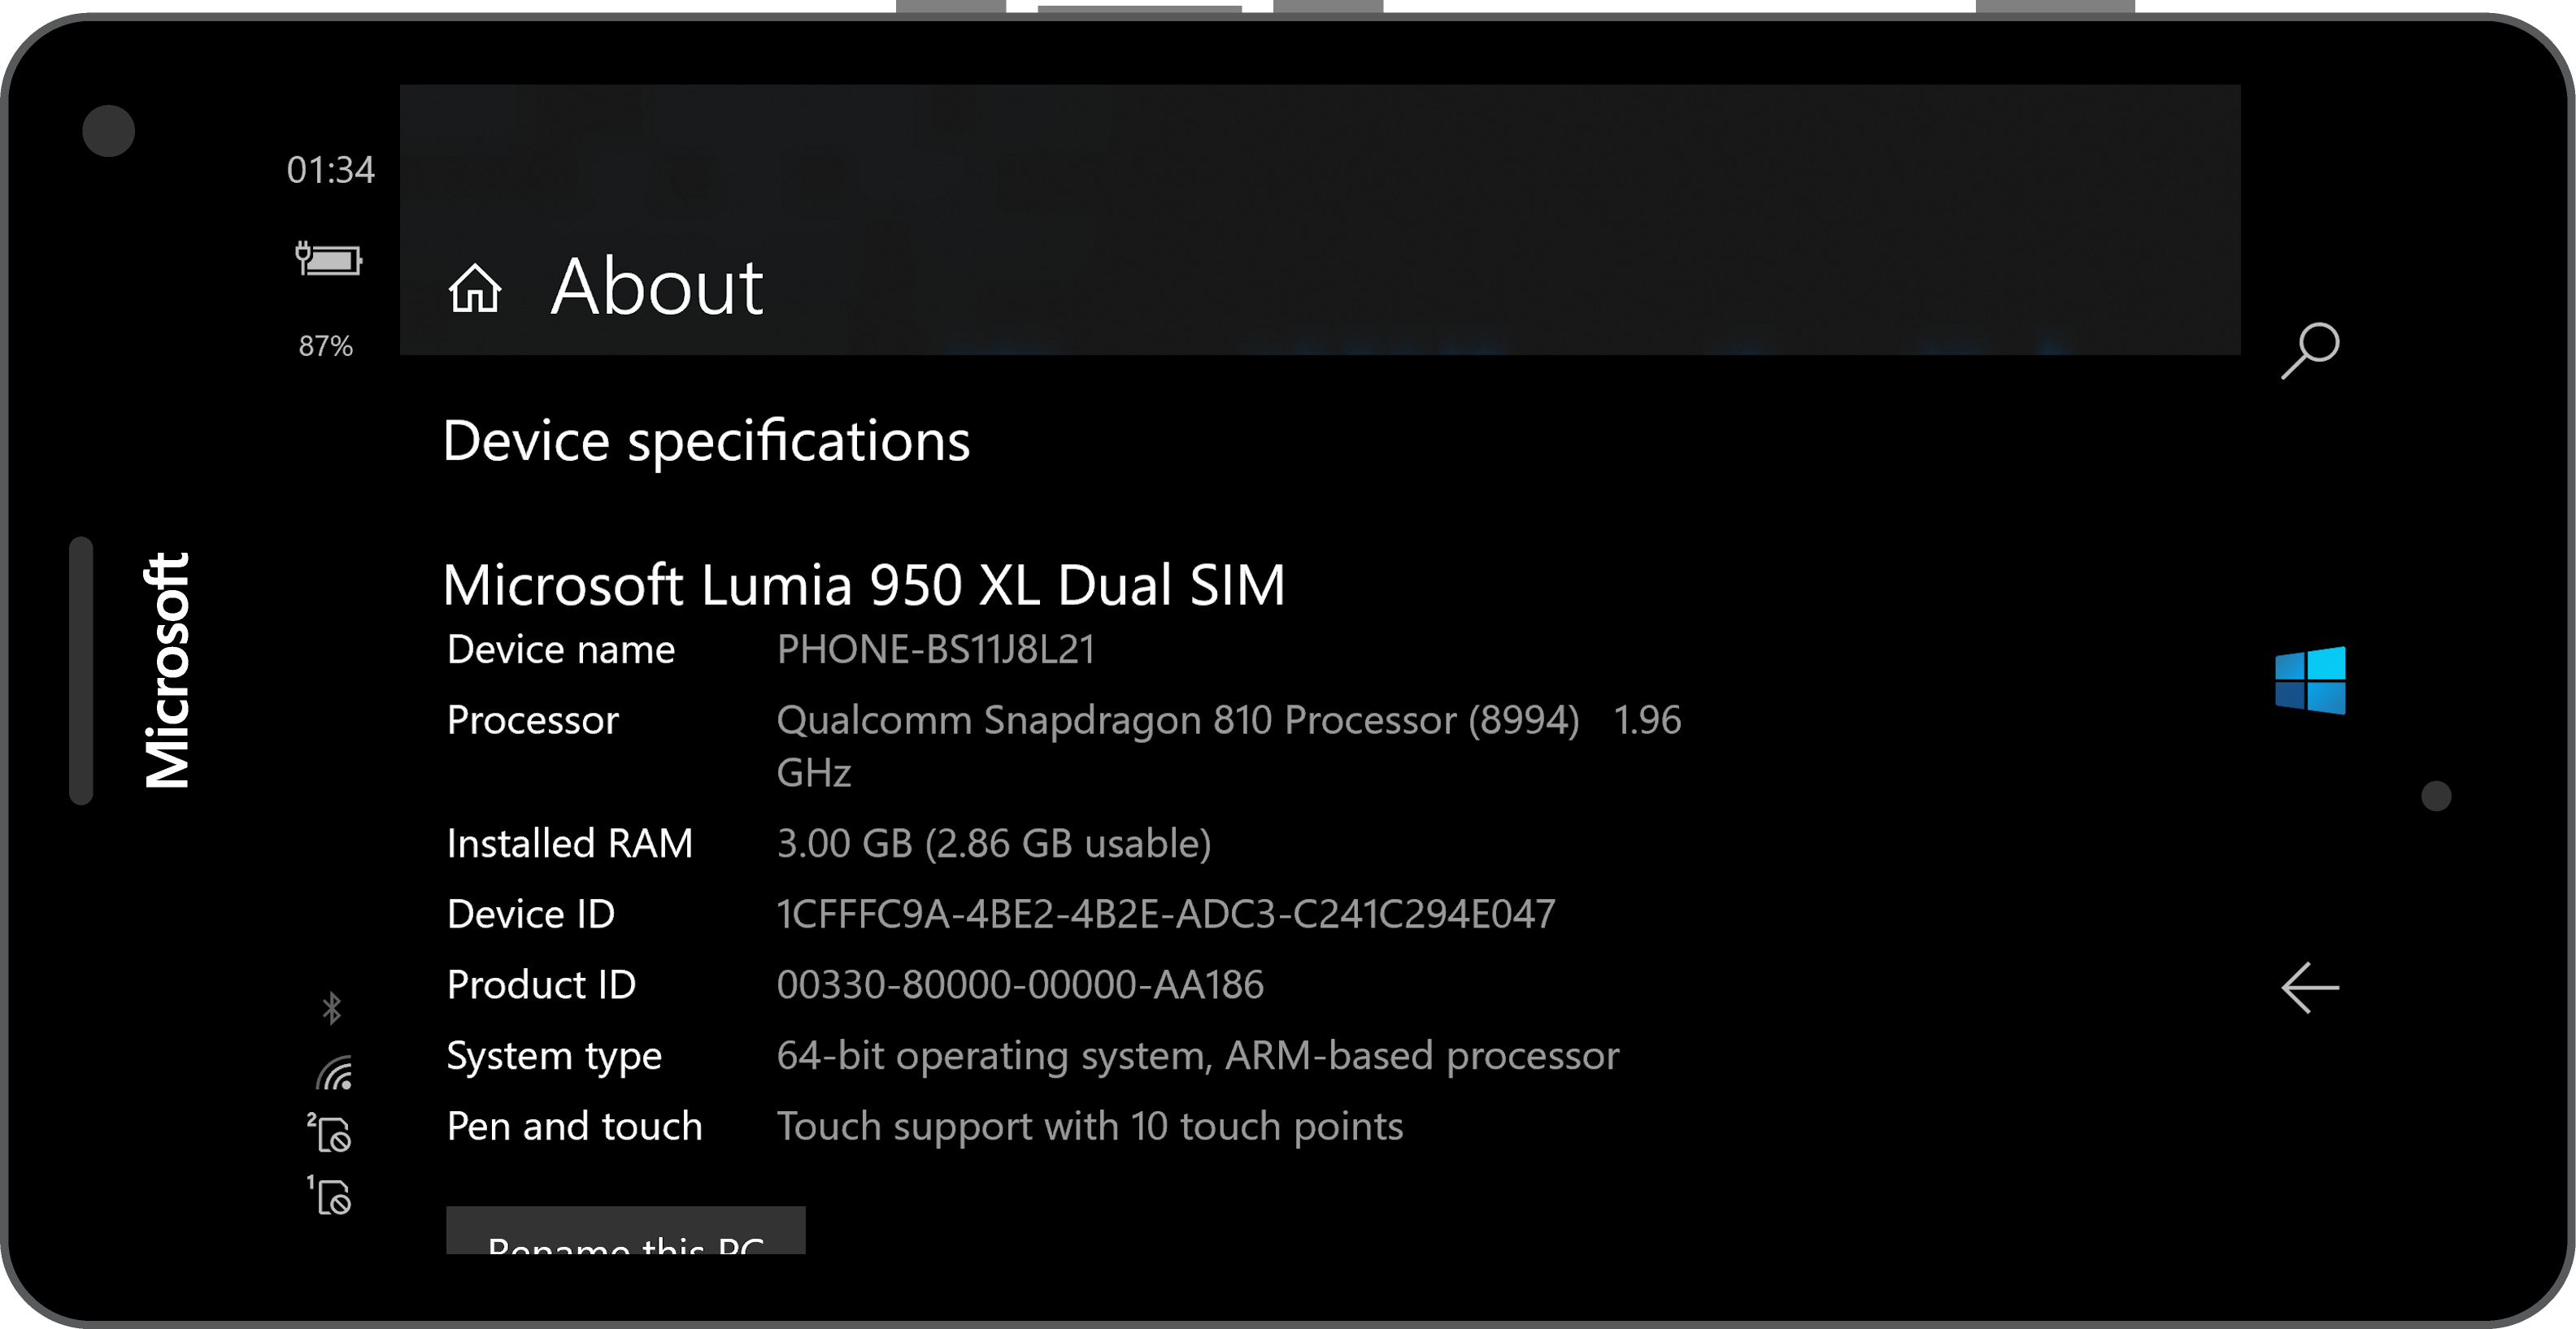 01:34
87%
Microsoft
About
Device specifications
Microsoft Lumia 950 XL Dual SIM
Device name PHONE-BS11J8L21
Processor Qualcomm Snapdragon 810 Processor (8994) 1.96
GHz
Installed RAM 3.00 GB (2.86 GB usable)
Device ID 1CFFFC9A-4BE2-4B2E-ADC3-C241C294E047
Product ID 00330-80000-00000-AA186
System type 64-bit operating system, ARM-based processor
Pen and touch Touch support with 10 touch points
2
1
Rename this PC